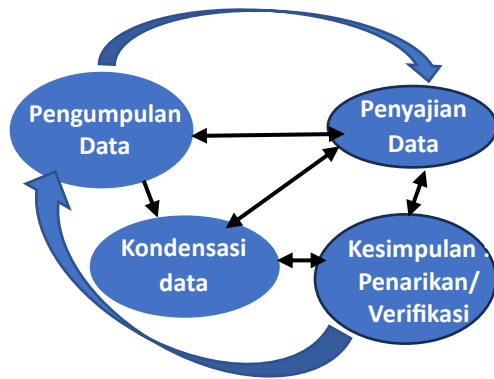 Pengumpulan
Data
Penyajian
Data
Kondensasi
data
Kesimpulan :
Penarikan/
Verifikasi